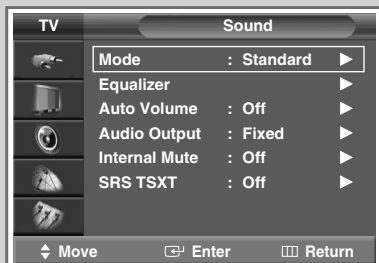 TV Sound
Mode : Standard
Equalizer
Auto Volume : Off
Audio Output : Fixed
Internal Mute : Off
SRS TSXT : Off
Move Enter Return